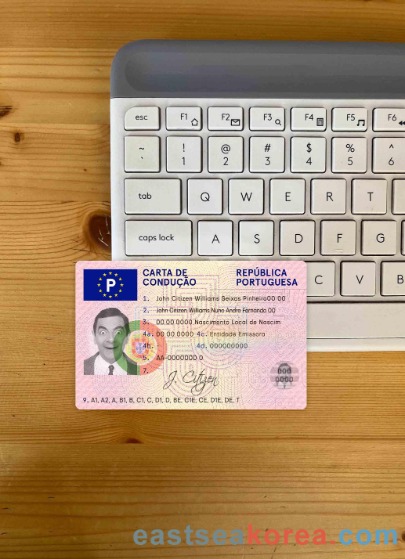 esc F1 F2 F3 F4 F5 F6
~ ! @ # $ % ^
` 1 2 3 4 5 6
tab Q W E R T
caps lock A S D F G
C V B
P
CARTA DE CONDUÇÃO
REPÚBLICA PORTUGUESA
1. John Citizen Williams Seixas Pinheiro00 00
2. John Citizen Williams Nuno Andre Fernando 00
3. 00.00.0000 Nascimento Local de Nascim
4a. 00 00 0000 4c. Entidade Emissora
4b. 4d. 000000000
5. AA-0000000 0
7.
J. Citizen
000
0000
9. A1, A2, A, B1, B, C1, C, D1, D, BE, C1E, CE, D1E, DE, T
eastseakorea.com